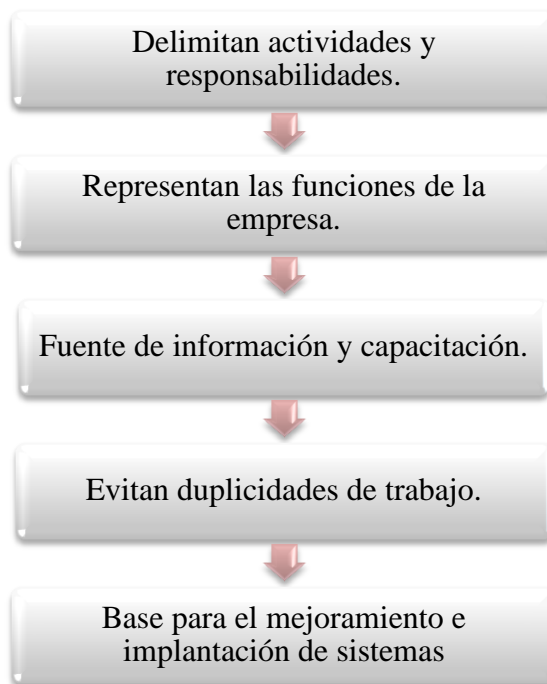 Delimitan actividades y
responsabilidades.
Representan las funciones de la
empresa.
Fuente de información y capacitación.
Evitan duplicidades de trabajo.
Base para el mejoramiento e
implantación de sistemas